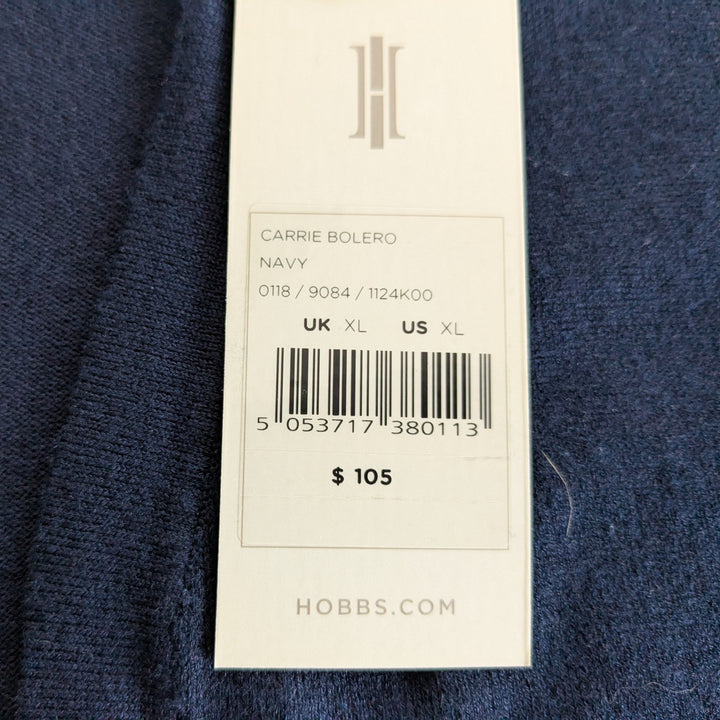 CARRIE BOLERO
NAVY
0118 / 9084 / 1124K00
UK XL US XL
5 053717 380113
$ 105
HOBBS.COM